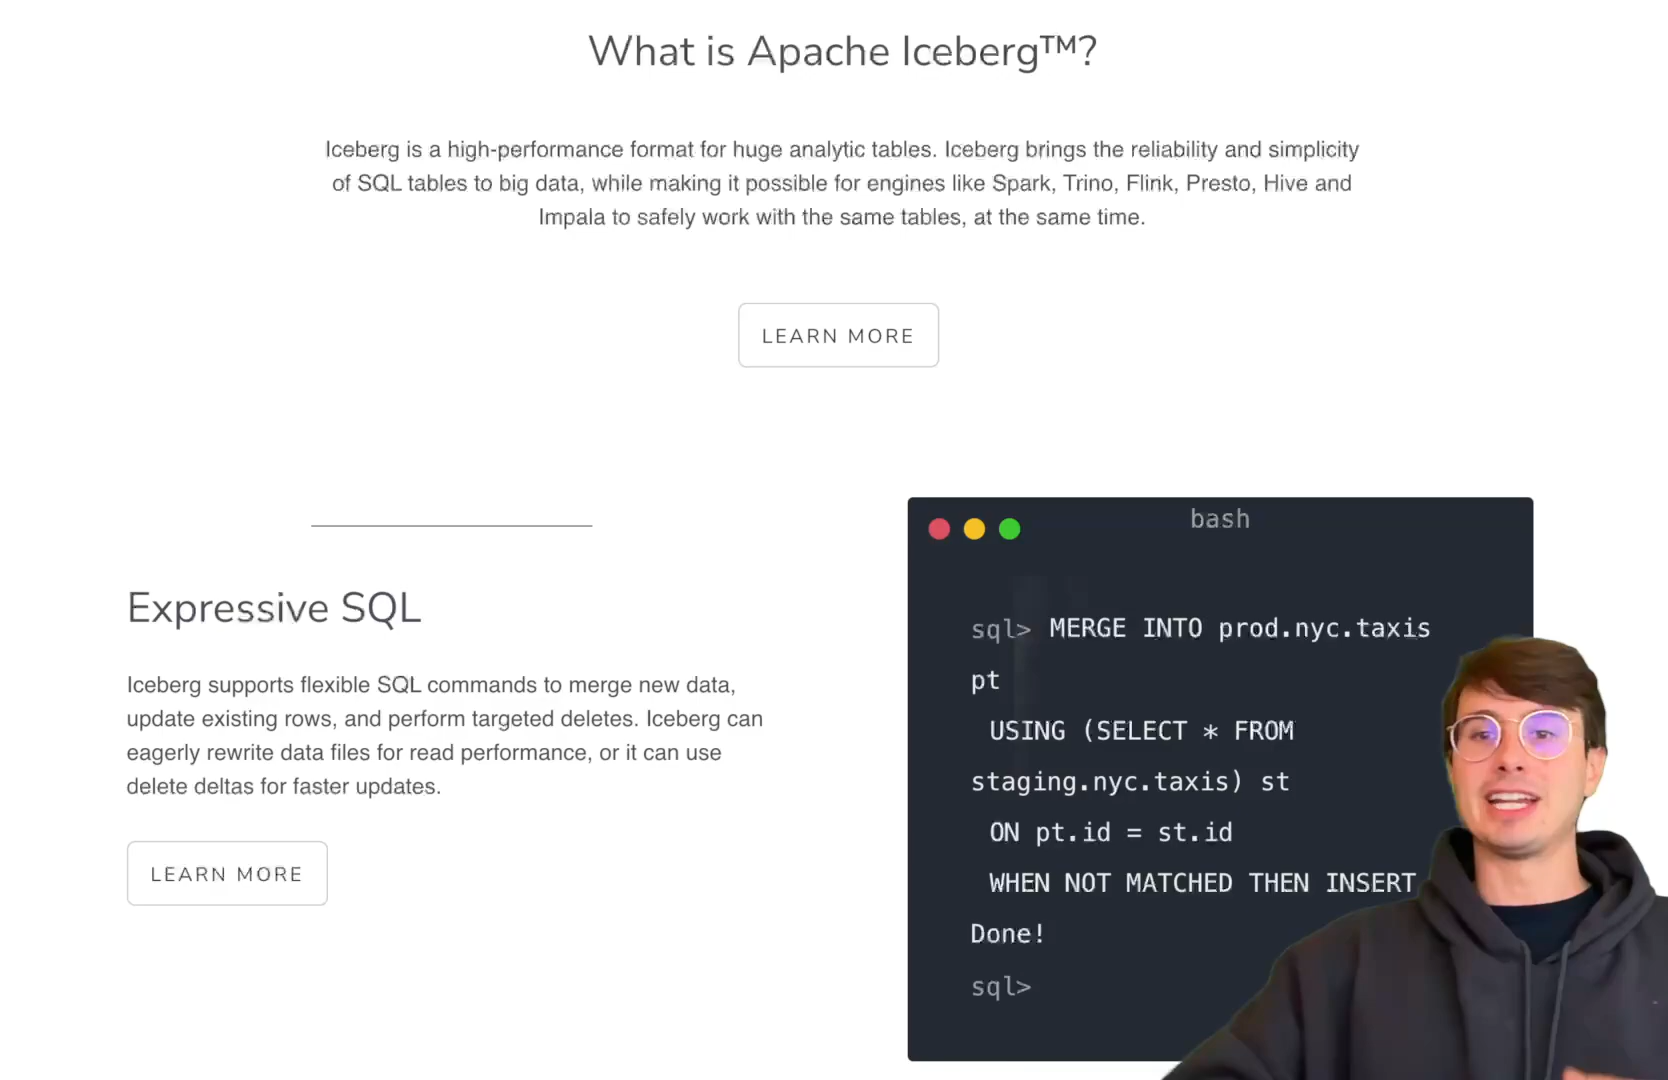 What is Apache Iceberg™?
Iceberg is a high-performance format for huge analytic tables. Iceberg brings the reliability and simplicity
of SQL tables to big data, while making it possible for engines like Spark, Trino, Flink, Presto, Hive and
Impala to safely work with the same tables, at the same time.
LEARN MORE
Expressive SQL
Iceberg supports flexible SQL commands to merge new data,
update existing rows, and perform targeted deletes. Iceberg can
eagerly rewrite data files for read performance, or it can use
delete deltas for faster updates.
LEARN MORE
bash
sql> MERGE INTO prod.nyc.taxis
pt
USING (SELECT * FROM
staging.nyc.taxis) st
ON pt.id = st.id
WHEN NOT MATCHED THEN INSERT
Done!
sql>